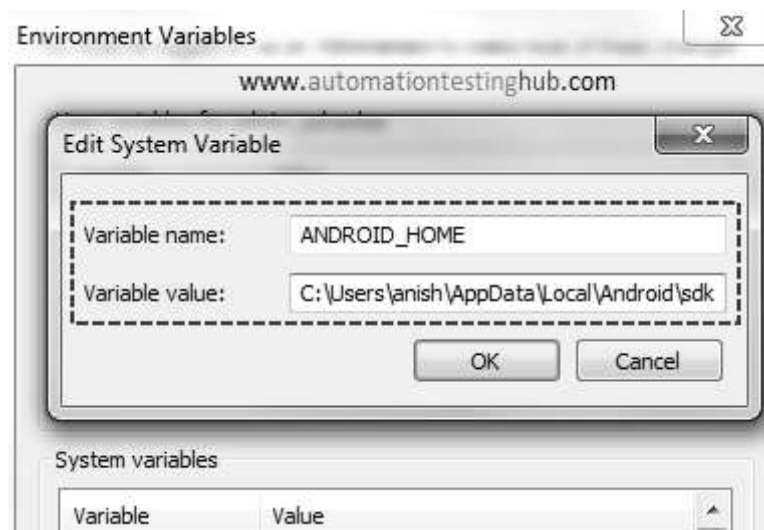 Environment Variables
www.automationtestinghub.com
Edit System Variable
Variable name: ANDROID_HOME
Variable value: C:\Users\anish\AppData\Local\Android\sdk
OK Cancel
System variables
Variable Value